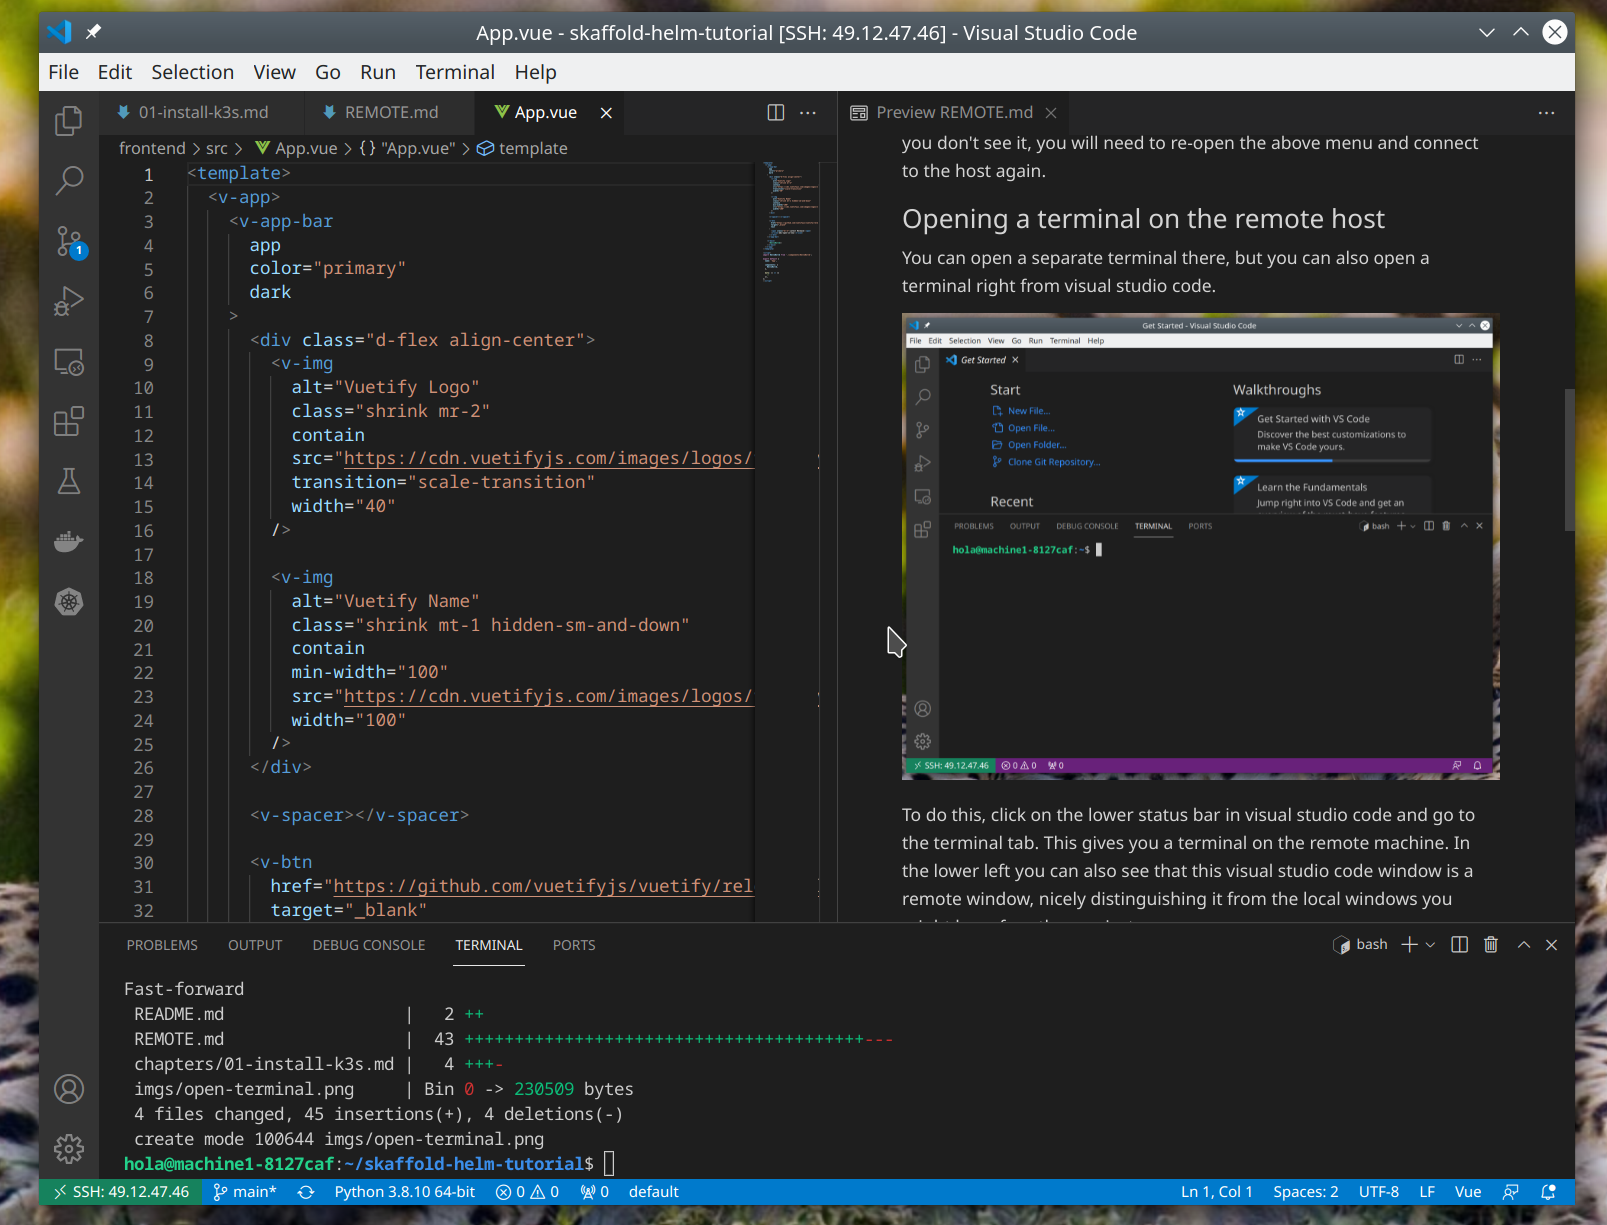 App.vue - skaffold-helm-tutorial [SSH: 49.12.47.46] - Visual Studio Code
File Edit Selection View Go Run Terminal Help
01-install-k3s.md REMOTE.md App.vue
frontend > src > App.vue > {} "App.vue" > template
1 <template>
2 <v-app>
3 <v-app-bar
4 app
5 color="primary"
6 dark
7 >
8 <div class="d-flex align-center">
9 <v-img
10 alt="Vuetify Logo"
11 class="shrink mr-2"
12 contain
13 src="https://cdn.vuetifyjs.com/images/logos/
14 transition="scale-transition"
15 width="40"
16 />
17
18 <v-img
19 alt="Vuetify Name"
20 class="shrink mt-1 hidden-sm-and-down"
21 contain
22 min-width="100"
23 src="https://cdn.vuetifyjs.com/images/logos/
24 width="100"
25 />
26 </div>
27
28 <v-spacer></v-spacer>
29
30 <v-btn
31 href="https://github.com/vuetifyjs/vuetify/rel
32 target="_blank"
1
Preview REMOTE.md
you don't see it, you will need to re-open the above menu and connect
to the host again.
Opening a terminal on the remote host
You can open a separate terminal there, but you can also open a
terminal right from visual studio code.
Get Started - Visual Studio Code
File Edit Selection View Go Run Terminal Help
Get Started
Start
New File...
Open File...
Open Folder...
Clone Git Repository...
Recent
Walkthroughs
Get Started with VS Code
Discover the best customizations to
make VS Code yours.
Learn the Fundamentals
Jump right into VS Code and get an
PROBLEMS OUTPUT DEBUG CONSOLE TERMINAL PORTS bash
hola@machine1-8127caf:~$
SSH: 49.12.47.46 0 0 0
To do this, click on the lower status bar in visual studio code and go to
the terminal tab. This gives you a terminal on the remote machine. In
the lower left you can also see that this visual studio code window is a
remote window, nicely distinguishing it from the local windows you
PROBLEMS OUTPUT DEBUG CONSOLE TERMINAL PORTS bash
Fast-forward
README.md | 2 ++
REMOTE.md | 43 ++++++++++++++++++++++++++++++++++++++++---
chapters/01-install-k3s.md | 4 +++-
imgs/open-terminal.png | Bin 0 -> 230509 bytes
4 files changed, 45 insertions(+), 4 deletions(-)
create mode 100644 imgs/open-terminal.png
hola@machine1-8127caf:~/skaffold-helm-tutorial$
SSH: 49.12.47.46 main* Python 3.8.10 64-bit 0 0 0 default Ln 1, Col 1 Spaces: 2 UTF-8 LF Vue